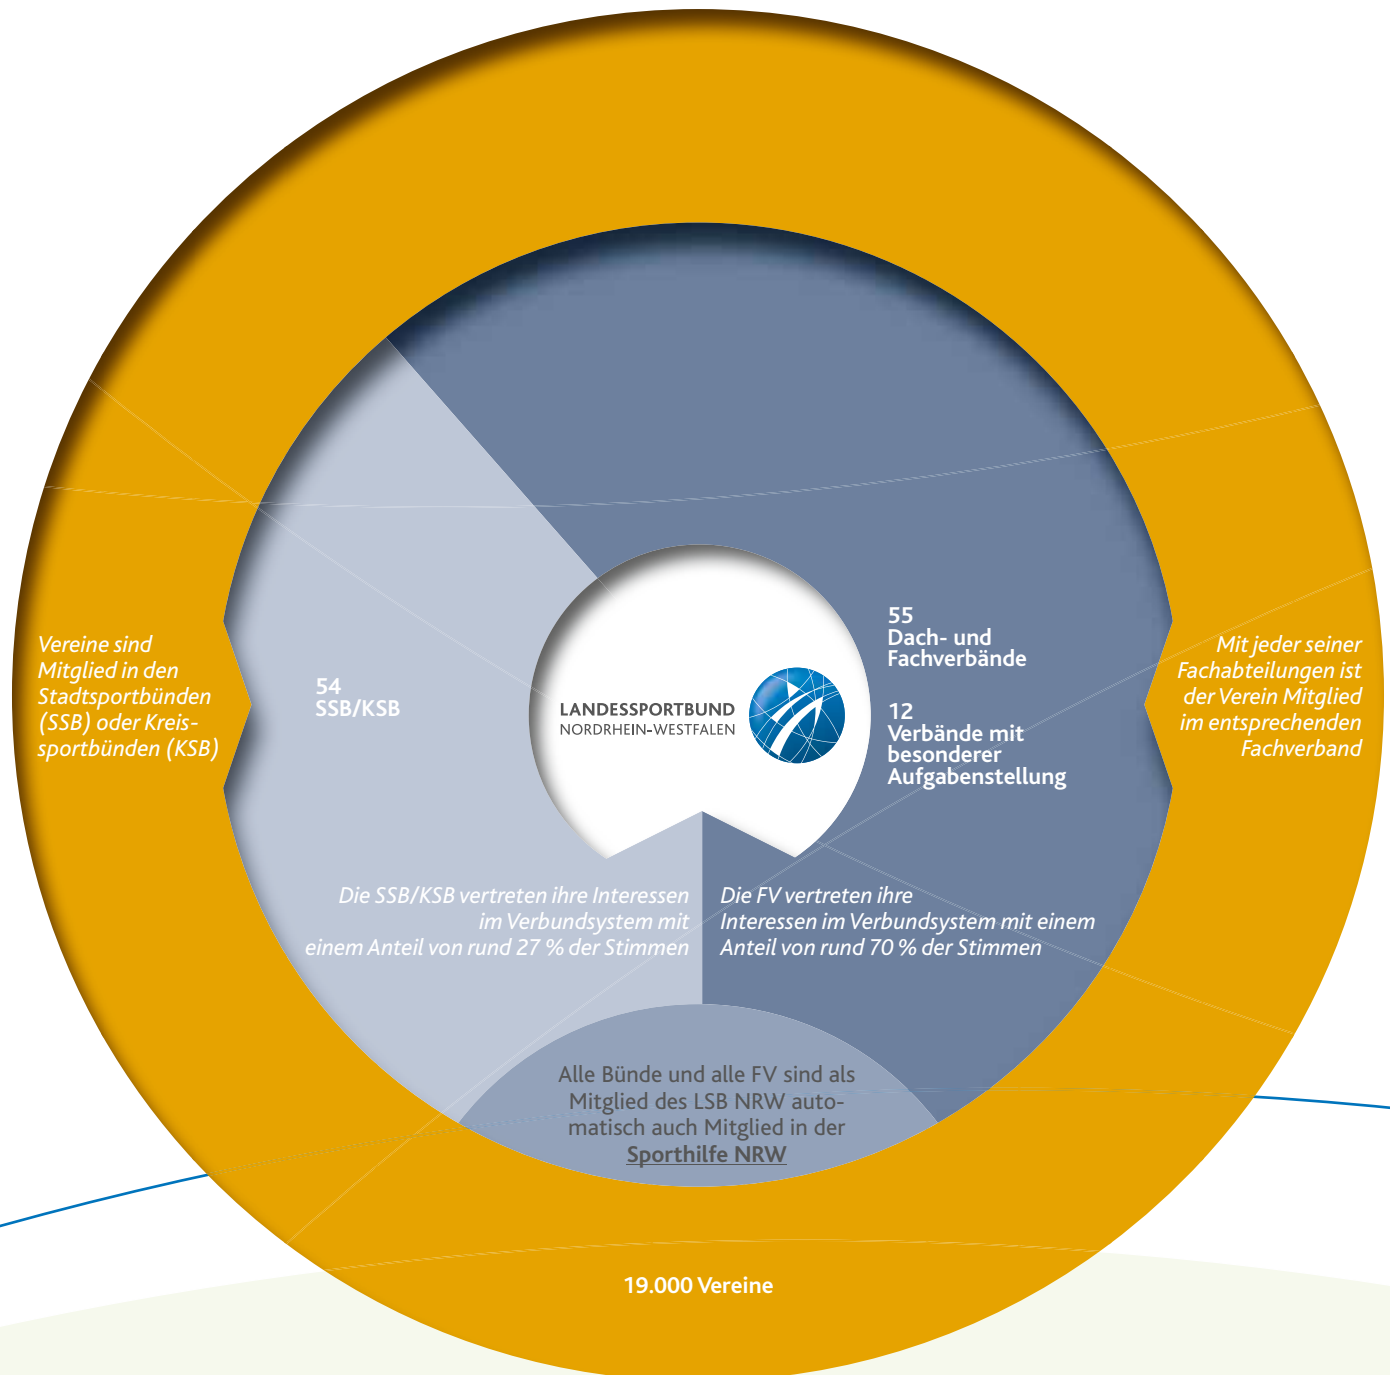 Vereine sind
Mitglied in den
Stadtsportbünden
(SSB) oder Kreis-
sportbünden (KSB)
54
SSB/KSB
LANDESSPORTBUND
NORDRHEIN-WESTFALEN
55
Dach- und
Fachverbände
12
Verbände mit
besonderer
Aufgabenstellung
Mit jeder seiner
Fachabteilungen ist
der Verein Mitglied
im entsprechenden
Fachverband
Die SSB/KSB vertreten ihre Interessen
im Verbundsystem mit
einem Anteil von rund 27 % der Stimmen
Die FV vertreten ihre
Interessen im Verbundsystem mit einem
Anteil von rund 70 % der Stimmen
Alle Bünde und alle FV sind als
Mitglied des LSB NRW auto-
matisch auch Mitglied in der
Sporthilfe NRW
19.000 Vereine